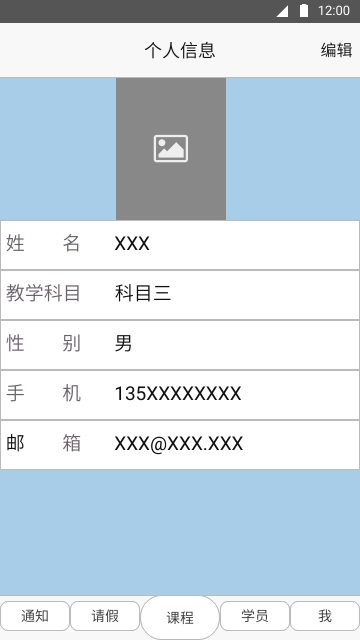 12:00
个人信息 编辑
姓 名 XXX
教学科目 科目三
性 别 男
手 机 135XXXXXXXX
邮 箱 XXX@XXX.XXX
通知 请假 课程 学员 我